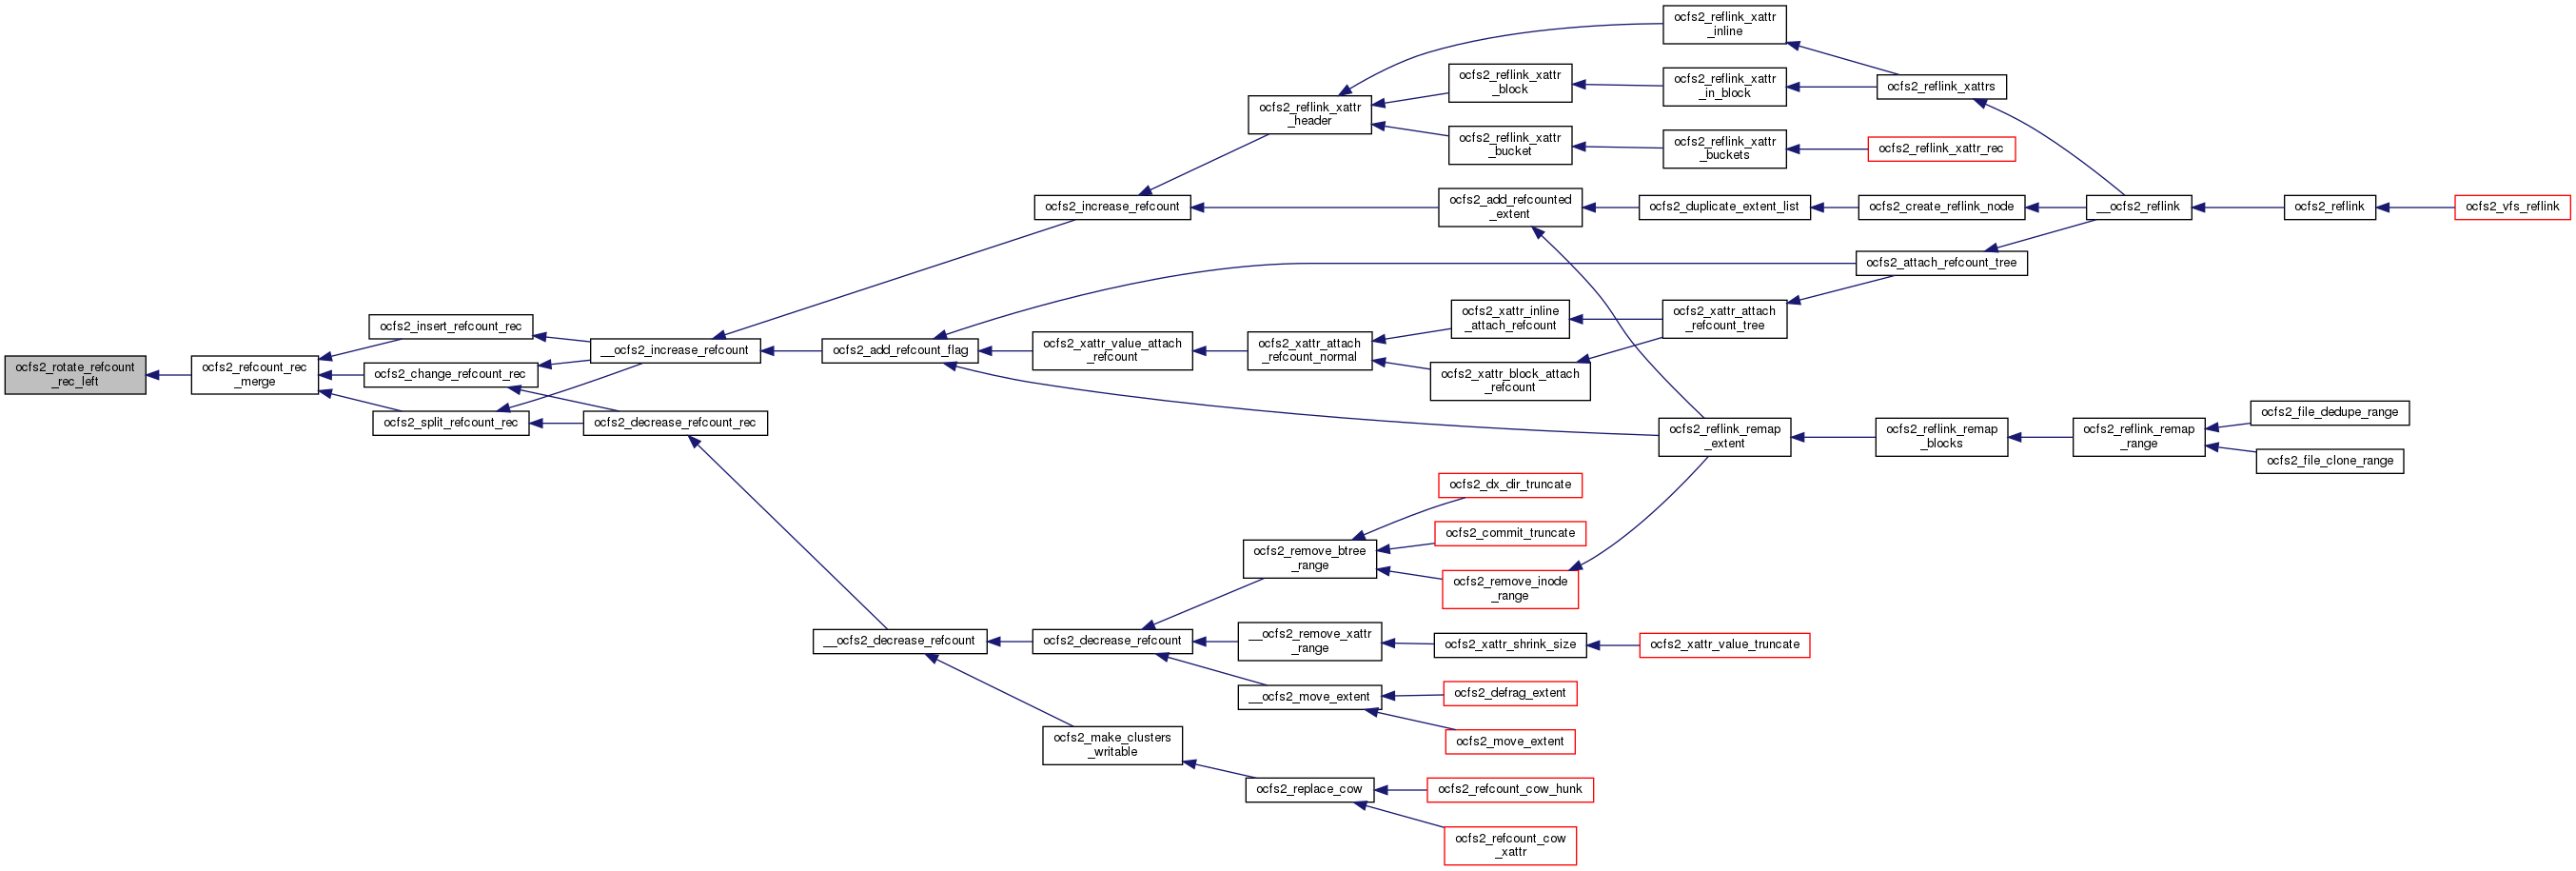 ocfs2_rotate_refcount
_rec_left
ocfs2_refcount_rec
_merge
ocfs2_insert_refcount_rec
ocfs2_change_refcount_rec
ocfs2_split_refcount_rec
__ocfs2_increase_refcount
ocfs2_decrease_refcount_rec
ocfs2_increase_refcount
ocfs2_add_refcount_flag
__ocfs2_decrease_refcount
ocfs2_reflink_xattr
_header
ocfs2_reflink_xattr
_inline
ocfs2_reflink_xattr
_block
ocfs2_reflink_xattr
_in_block
ocfs2_reflink_xattrs
ocfs2_reflink_xattr
_bucket
ocfs2_reflink_xattr
_buckets
ocfs2_reflink_xattr_rec
ocfs2_add_refcounted
_extent
ocfs2_duplicate_extent_list
ocfs2_create_reflink_node
__ocfs2_reflink
ocfs2_reflink
ocfs2_vfs_reflink
ocfs2_attach_refcount_tree
ocfs2_xattr_value_attach
_refcount
ocfs2_xattr_attach
_refcount_normal
ocfs2_xattr_inline
_attach_refcount
ocfs2_xattr_block_attach
_refcount
ocfs2_xattr_attach
_refcount_tree
ocfs2_reflink_remap
_extent
ocfs2_reflink_remap
_blocks
ocfs2_reflink_remap
_range
ocfs2_file_dedupe_range
ocfs2_file_clone_range
ocfs2_decrease_refcount
ocfs2_remove_btree
_range
ocfs2_dx_dir_truncate
ocfs2_commit_truncate
ocfs2_remove_inode
_range
__ocfs2_remove_xattr
_range
ocfs2_xattr_shrink_size
ocfs2_xattr_value_truncate
__ocfs2_move_extent
ocfs2_defrag_extent
ocfs2_move_extent
ocfs2_make_clusters
_writable
ocfs2_replace_cow
ocfs2_refcount_cow_hunk
ocfs2_refcount_cow
_xattr